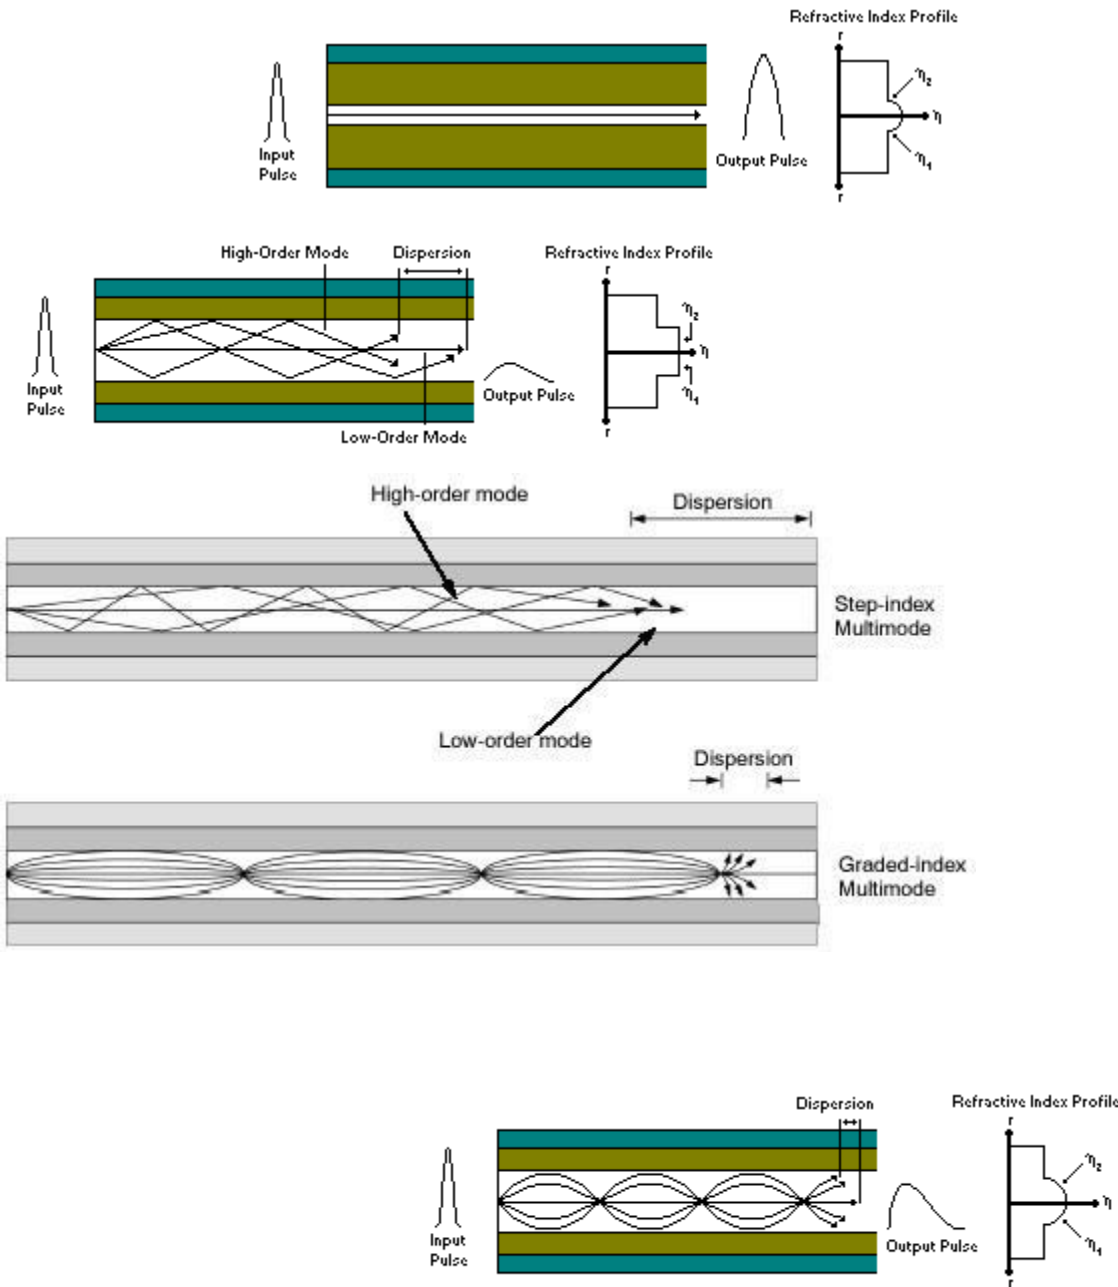 Refractive Index Profile
r
η2
η
η1
r
Input
Pulse
Output Pulse
High-Order Mode
Dispersion
Refractive Index Profile
r
η2
η
η1
r
Input
Pulse
Output Pulse
Low-Order Mode
High-order mode
Dispersion
Step-index
Multimode
Low-order mode
Dispersion
Graded-index
Multimode
Dispersion
Refractive Index Profile
r
η2
η
η1
r
Input
Pulse
Output Pulse